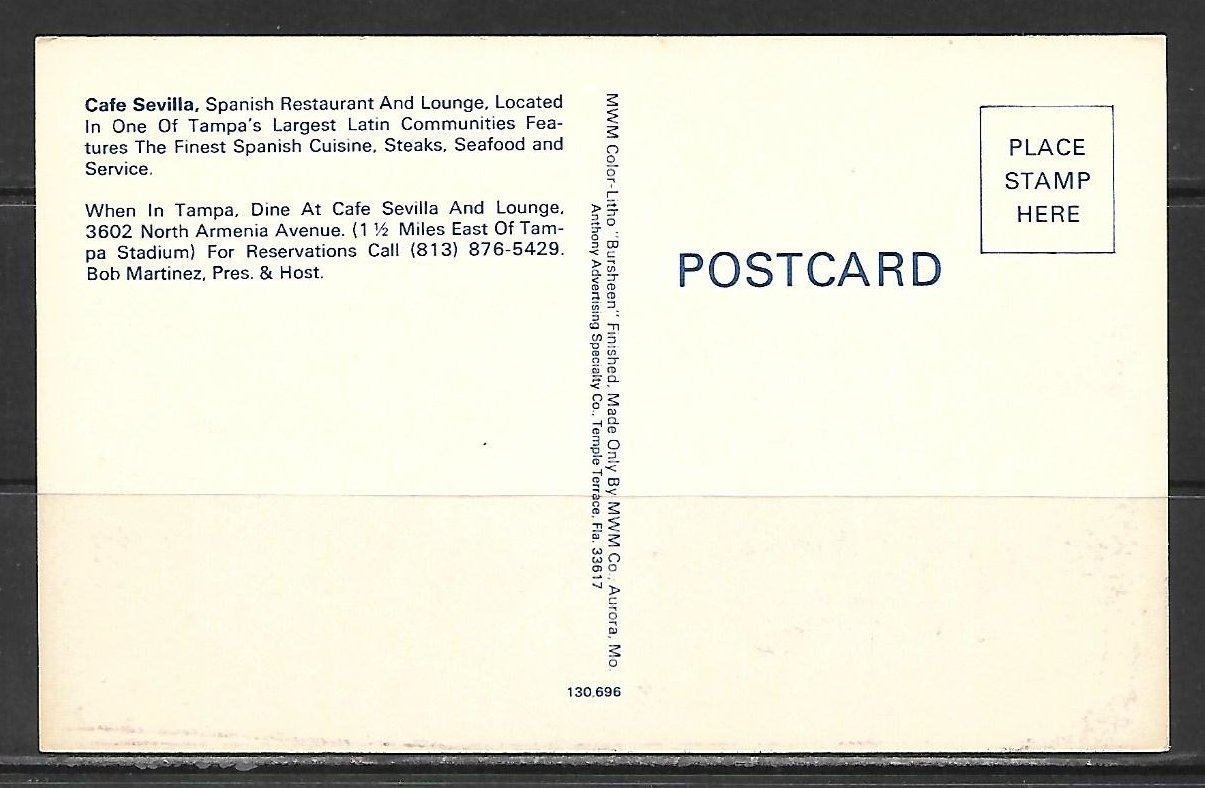 Cafe Sevilla, Spanish Restaurant And Lounge, Located
In One Of Tampa's Largest Latin Communities Fea-
tures The Finest Spanish Cuisine, Steaks, Seafood and
Service.
When In Tampa, Dine At Cafe Sevilla And Lounge,
3602 North Armenia Avenue. (1 ½ Miles East Of Tam-
pa Stadium) For Reservations Call (813) 876-5429.
Bob Martinez, Pres. & Host.
MWM Color-Litho "Bursheen" Finished, Made Only By MWM Co., Aurora, Mo.
Anthony Advertising Specialty Co., Temple Terrace, Fla. 33617
130,696
PLACE
STAMP
HERE
POSTCARD